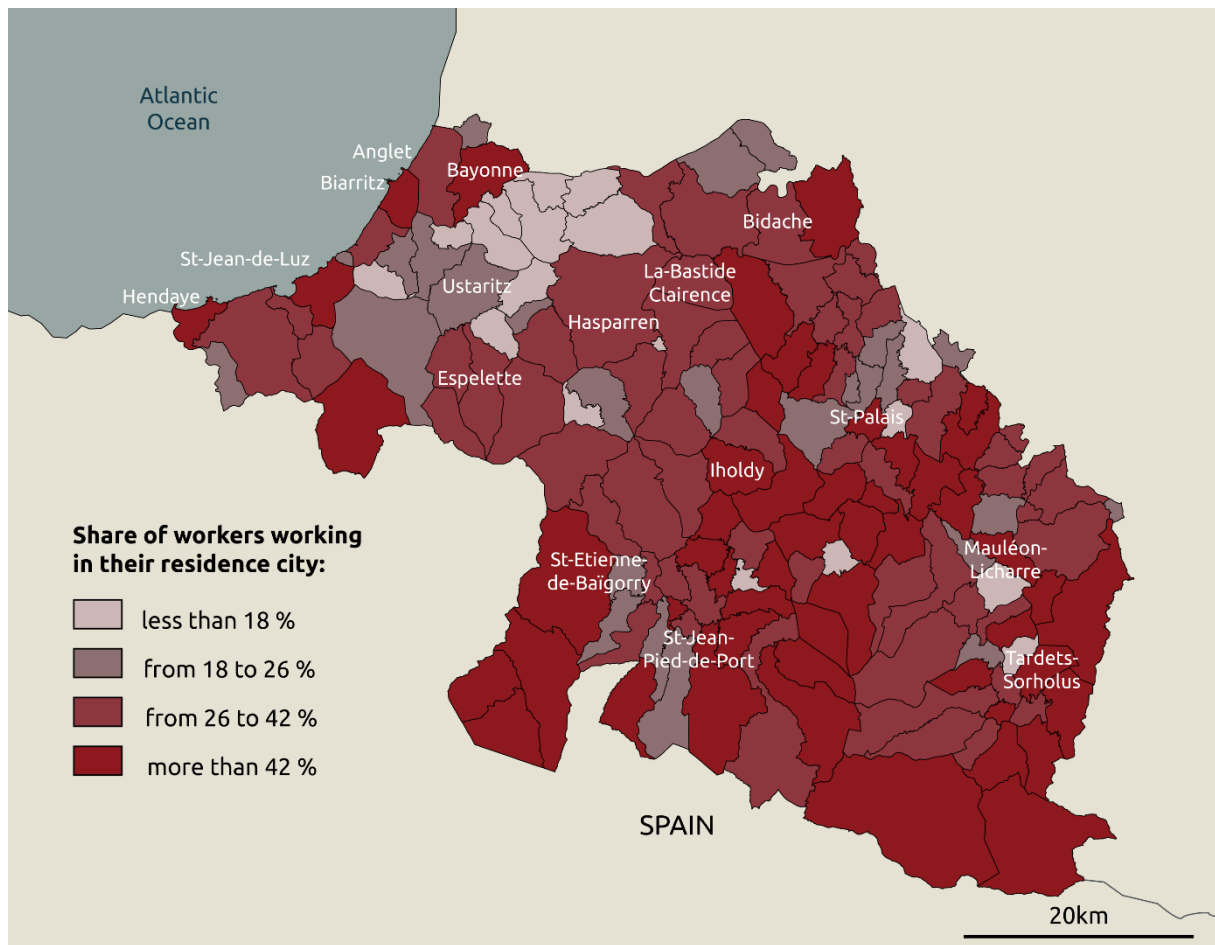 Atlantic
Ocean
Anglet
Bayonne
Biarritz
Bidache
St-Jean-de-Luz
La-Bastide
Clairence
Ustaritz
Hendaye
Hasparren
Espelette
St-Palais
Iholdy
Share of workers working
in their residence city:
less than 18 %
from 18 to 26 %
from 26 to 42 %
more than 42 %
St-Etienne-
de-Baïgorry
Mauléon-
Licharre
St-Jean-
Pied-de-Port
Tardets-
Sorholus
SPAIN
20km